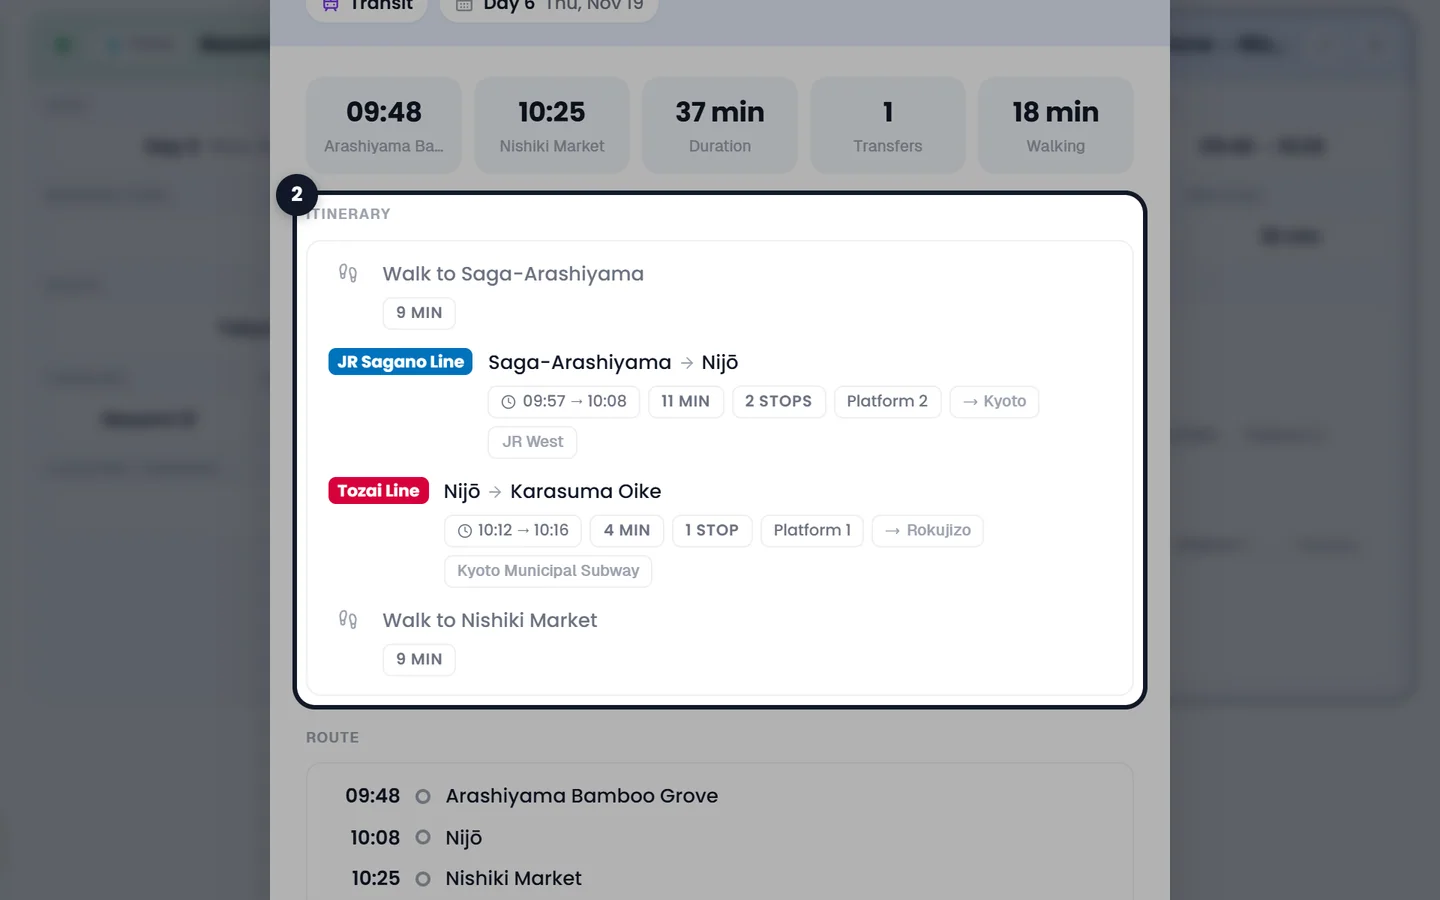 Transit
Day 6 Thu, Nov 19
09:48
Arashiyama Ba...
10:25
Nishiki Market
37 min
Duration
1
Transfers
18 min
Walking
2
ITINERARY
Walk to Saga-Arashiyama
9 MIN
JR Sagano Line Saga-Arashiyama → Nijō
09:57 → 10:08 11 MIN 2 STOPS Platform 2 → Kyoto
JR West
Tozai Line Nijō → Karasuma Oike
10:12 → 10:16 4 MIN 1 STOP Platform 1 → Rokujizo
Kyoto Municipal Subway
Walk to Nishiki Market
9 MIN
ROUTE
09:48 Arashiyama Bamboo Grove
10:08 Nijō
10:25 Nishiki Market